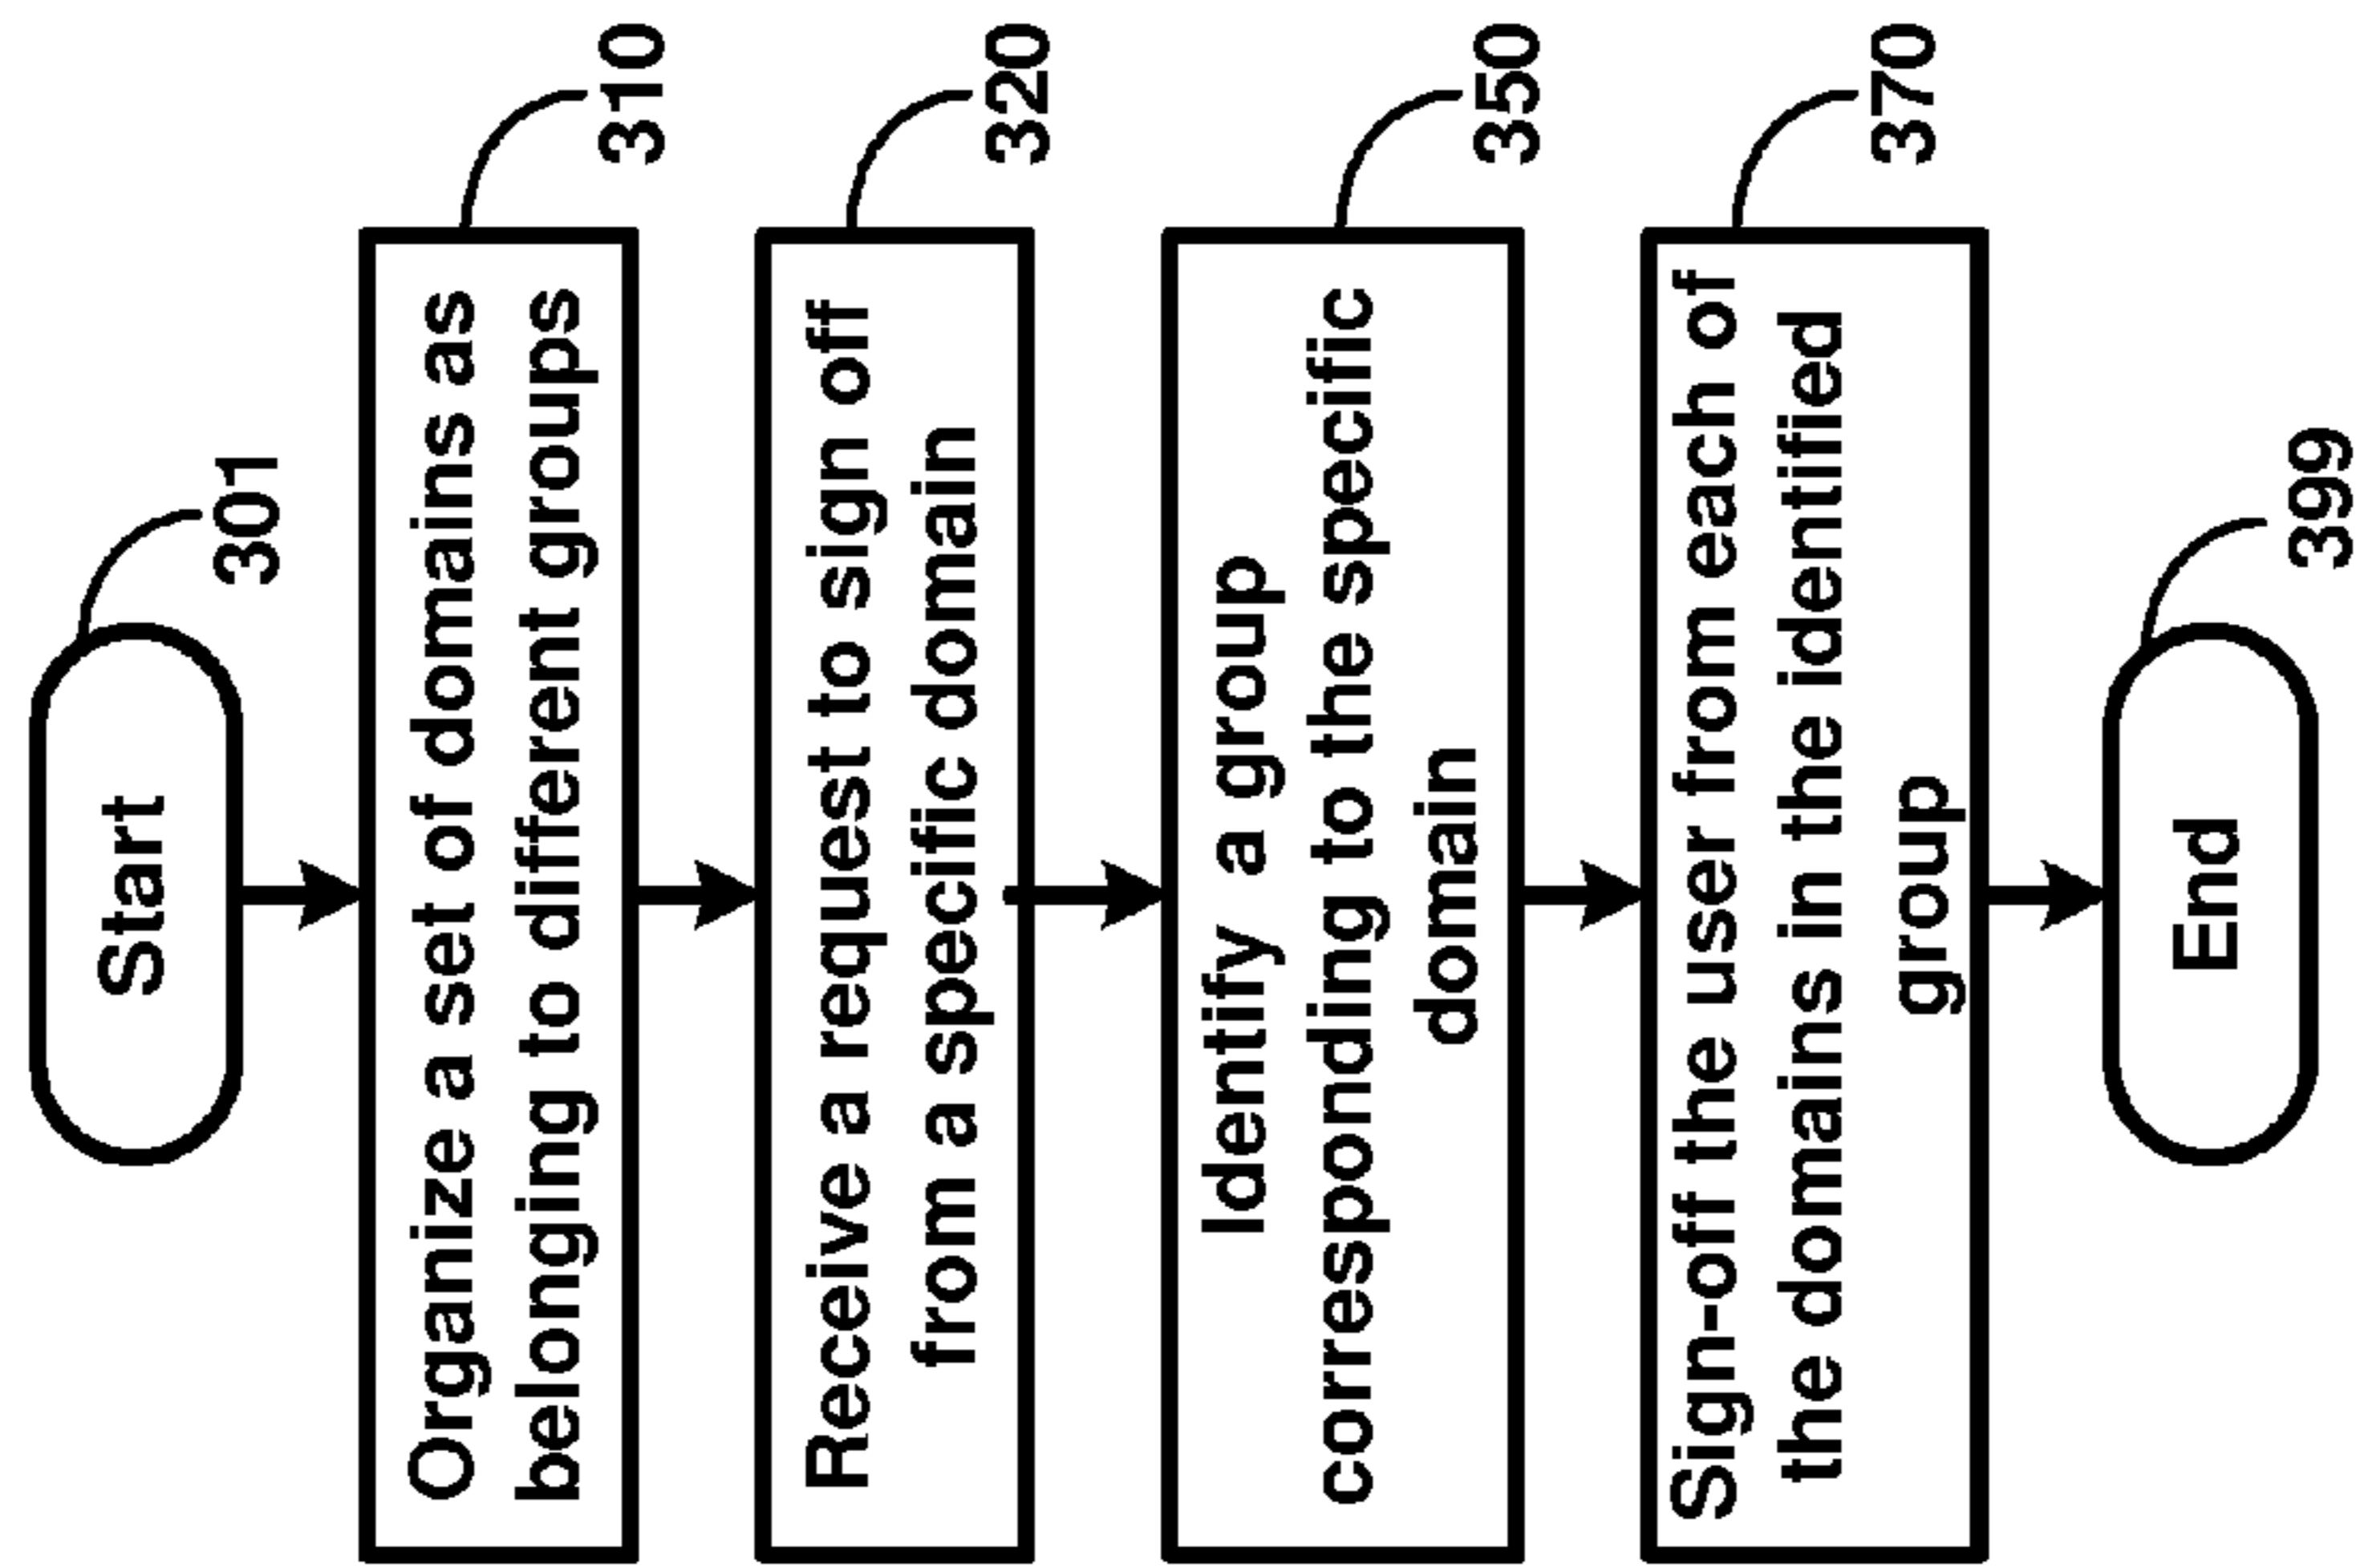 Start
301
Organize a set of domains as
belonging to different groups
310
Receive a request to sign off
from a specific domain
320
Identify a group
corresponding to the specific
domain
350
Sign-off the user from each of
the domains in the identified
group
370
End
399